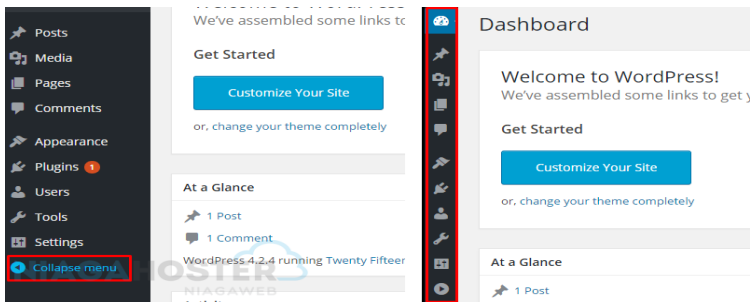 Welcome to WordPress!
We've assembled some links to
Posts
Media
Pages
Comments
Appearance
Plugins 1
Users
Tools
Settings
Collapse menu
Get Started
Customize Your Site
or, change your theme completely
At a Glance
1 Post
1 Comment
WordPress 4.2.4 running Twenty Fifteen
NIAGAHOSTER
NIAGAWEB
Dashboard
Welcome to WordPress!
We've assembled some links to get y
Get Started
Customize Your Site
or, change your theme completely
At a Glance
1 Post